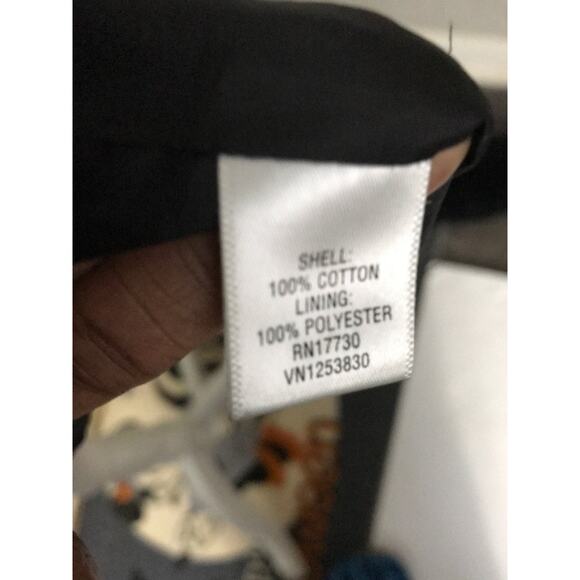 SHELL:
100% COTTON
LINING:
100% POLYESTER
RN17730
VN1253830